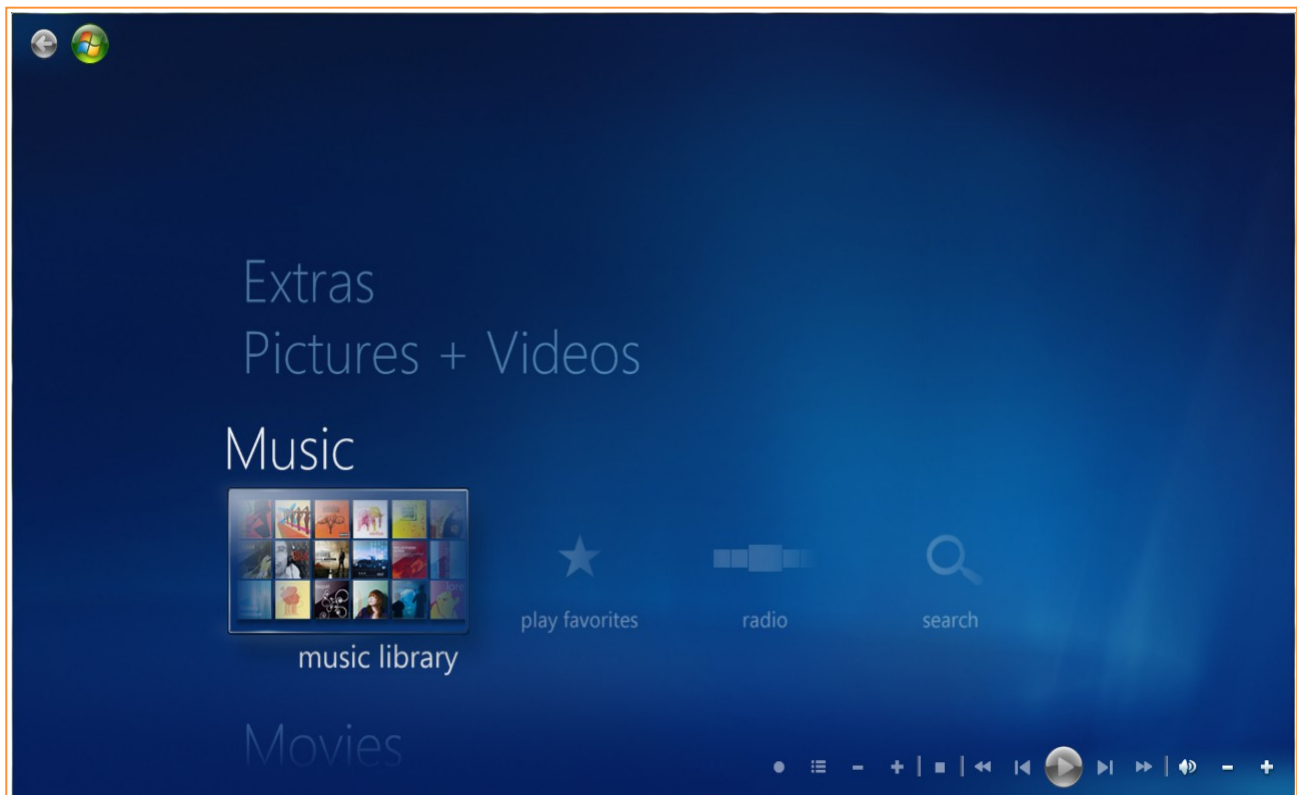 Extras
Pictures + Videos
Music
play favorites
radio
search
music library
Movies